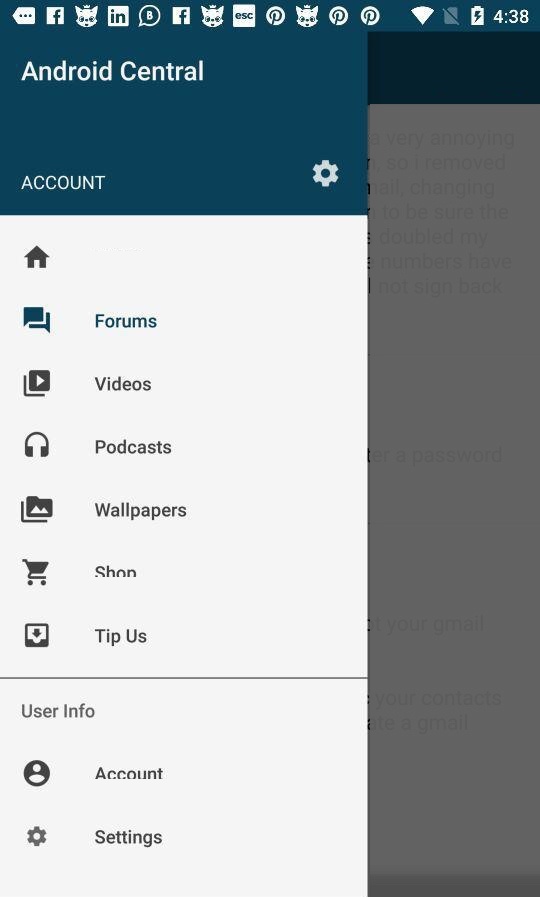 esc 4:38
Android Central
ACCOUNT
a very annoying
, so i removed
mail, changing
to be sure the
doubled my
numbers have
not sign back
Forums
Videos
Podcasts
a password
Wallpapers
Shop
your gmail
Tip Us
your contacts
User Info
a gmail
Account
Settings